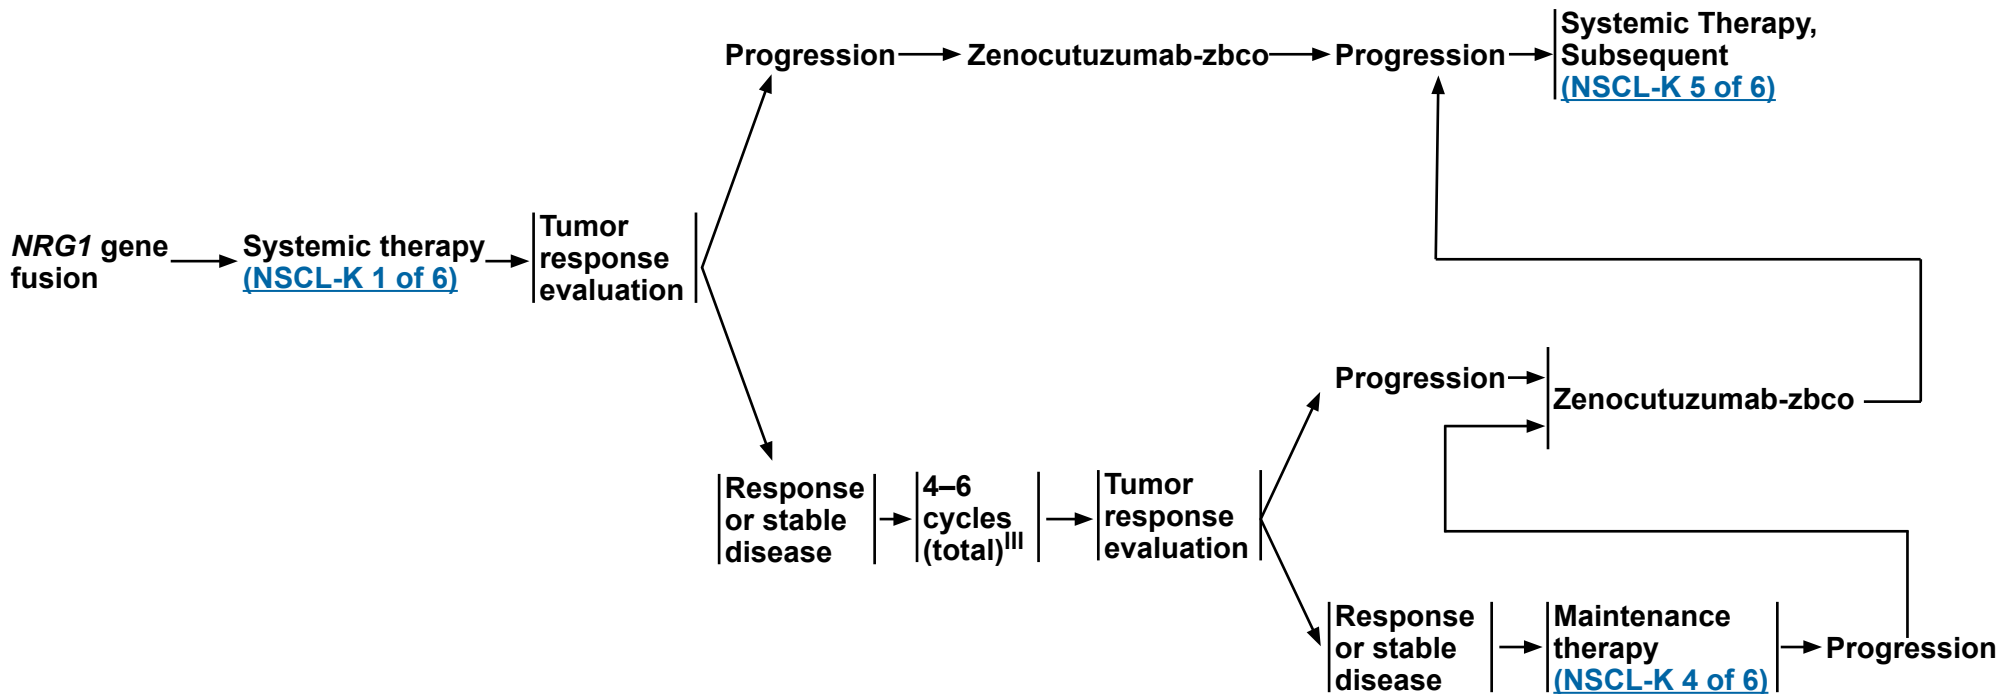 Progression
Zenocutuzumab-zbco
Progression
Systemic Therapy,
Subsequent
(NSCL-K 5 of 6)
NRG1 gene
fusion
Systemic therapy
(NSCL-K 1 of 6)
Tumor
response
evaluation
Progression
Zenocutuzumab-zbco
Response
or stable
disease
4–6
cycles
(total)lll
Tumor
response
evaluation
Response
or stable
disease
Maintenance
therapy
(NSCL-K 4 of 6)
Progression